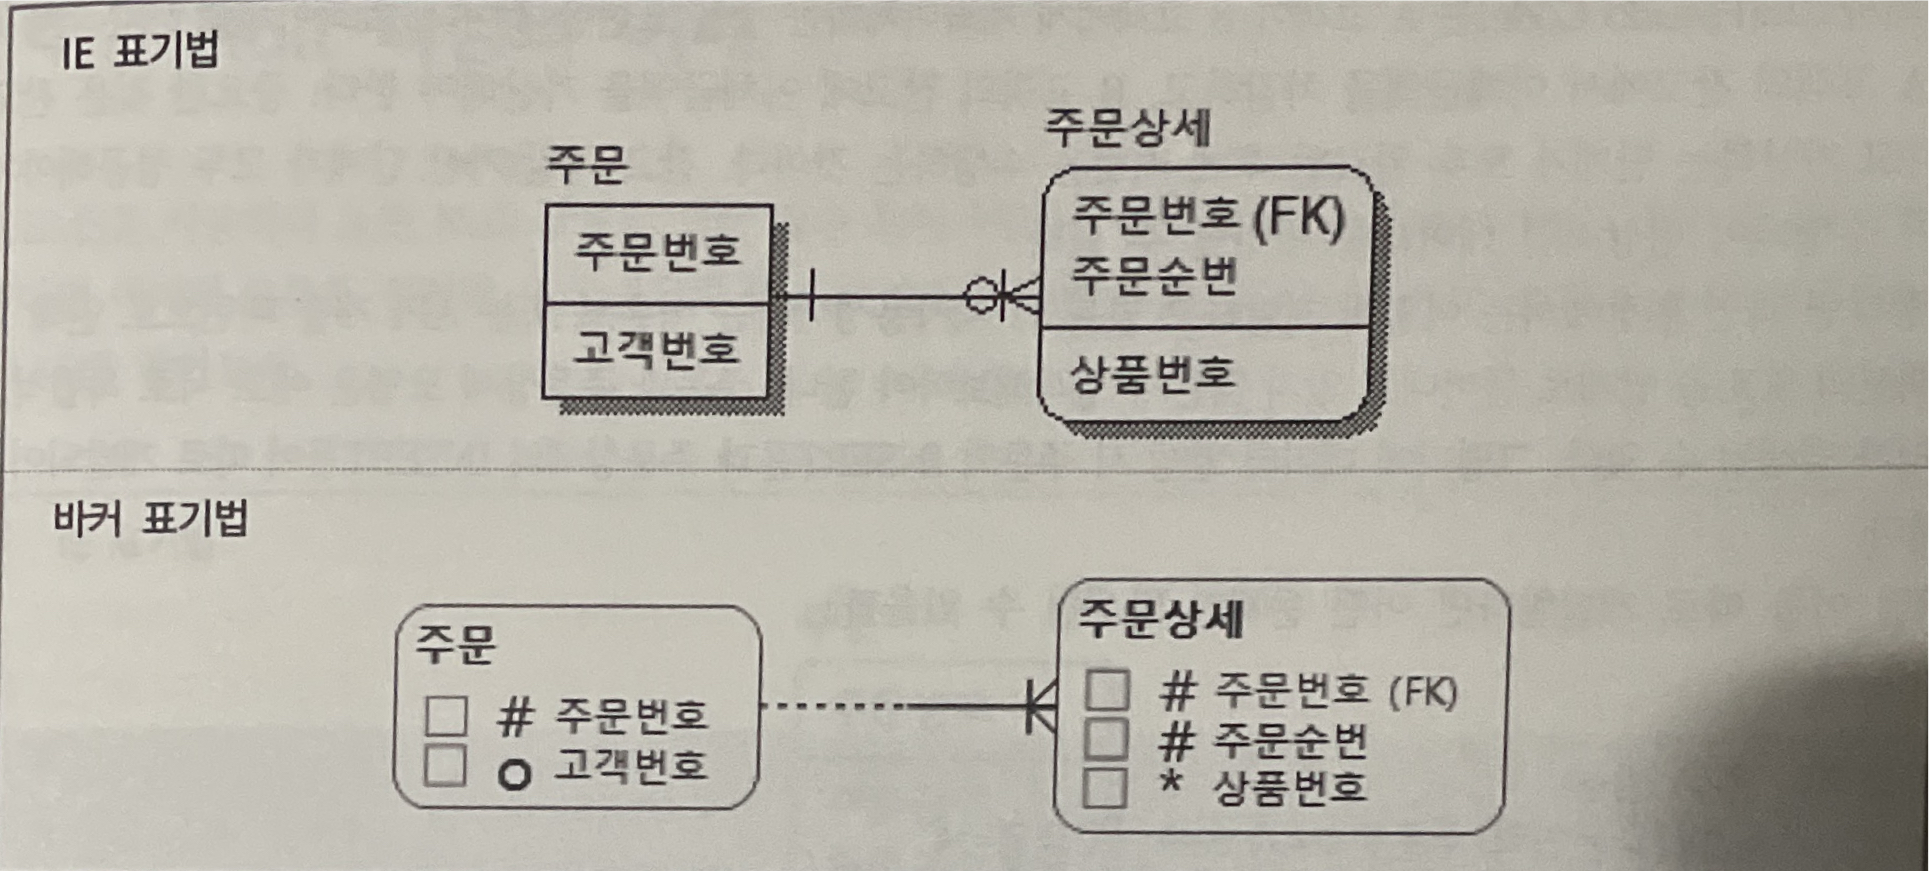 IE 표기법
주문
주문번호
고객번호
주문상세
주문번호 (FK)
주문순번
상품번호
바커 표기법
주문
# 주문번호
o 고객번호
주문상세
# 주문번호 (FK)
# 주문순번
* 상품번호